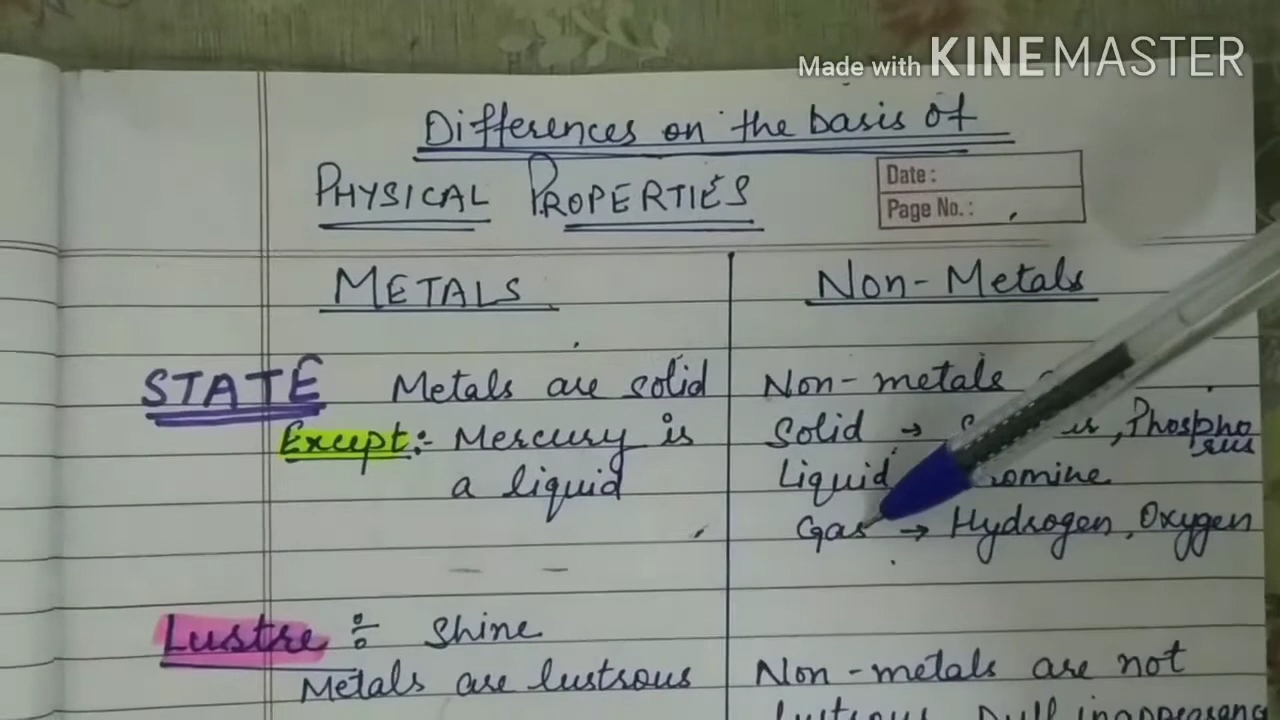 Made with KINEMASTER
Differences on the basis of
PHYSICAL PROPERTIES
Date:
Page No.:
METALS
Non-Metals
STATE Metals are solid
Except:- Mercury is
a liquid
Non-metals
Solid → , Phosphorus
Liquid
Gas → Hydrogen, Oxygen
Lustre ÷ Shine
Metals are lustrous
Non-metals are not